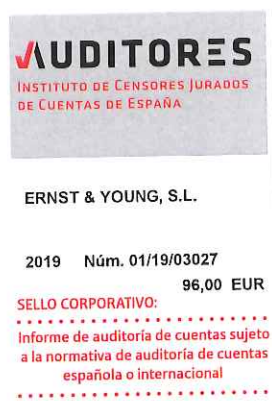 AUDITORES
INSTITUTO DE CENSORES JURADOS
DE CUENTAS DE ESPAÑA
ERNST & YOUNG, S.L.
2019 Núm. 01/19/03027
96,00 EUR
SELLO CORPORATIVO:
Informe de auditoría de cuentas sujeto
a la normativa de auditoría de cuentas
española o internacional